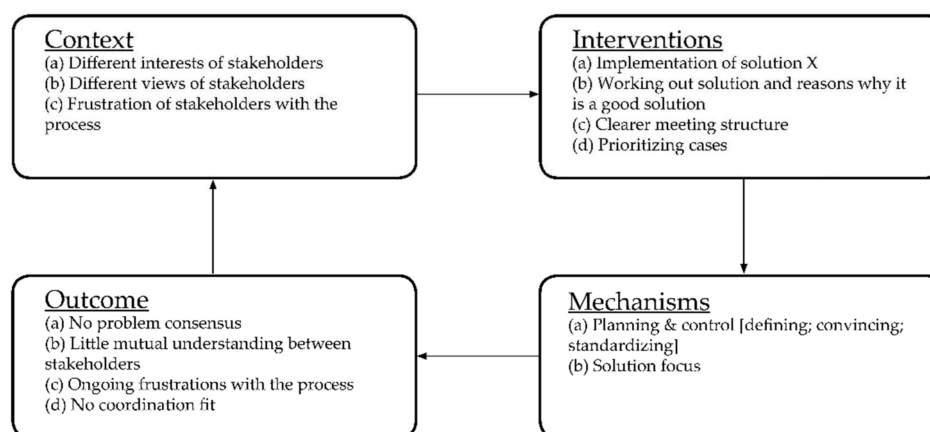 Context
(a) Different interests of stakeholders
(b) Different views of stakeholders
(c) Frustration of stakeholders with the
process
Interventions
(a) Implementation of solution X
(b) Working out solution and reasons why it
is a good solution
(c) Clearer meeting structure
(d) Prioritizing cases
Outcome
(a) No problem consensus
(b) Little mutual understanding between
stakeholders
(c) Ongoing frustrations with the process
(d) No coordination fit
Mechanisms
(a) Planning & control [defining; convincing;
standardizing]
(b) Solution focus